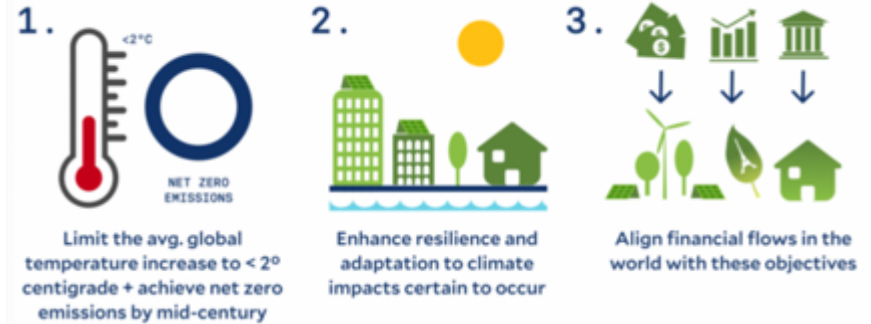 1.
<2°C
NET ZERO
EMISSIONS
Limit the avg. global
temperature increase to < 2º
centigrade + achieve net zero
emissions by mid-century
2.
Enhance resilience and
adaptation to climate
impacts certain to occur
3.
$
Align financial flows in the
world with these objectives